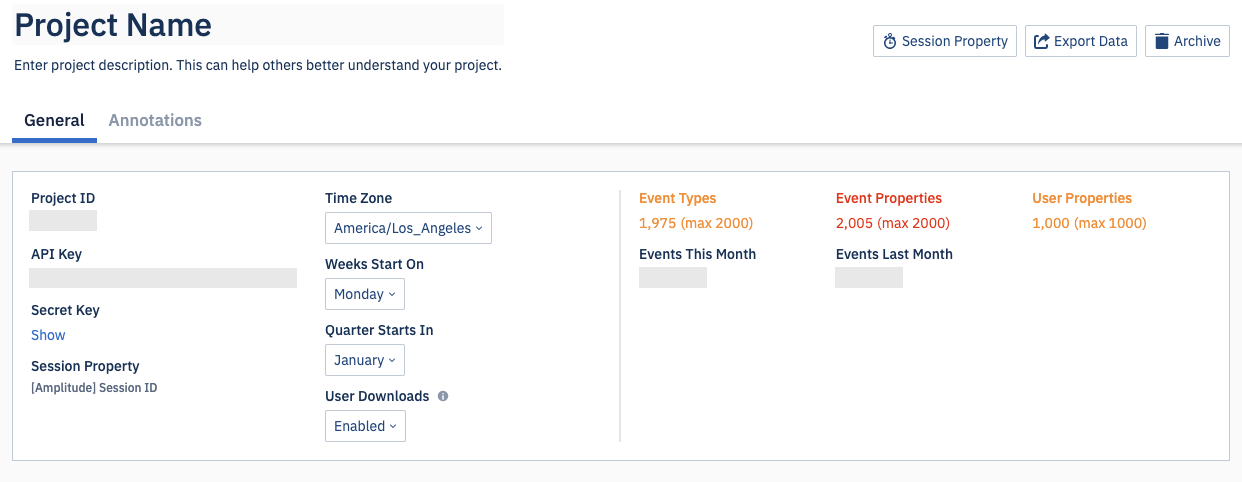 Project Name
Enter project description. This can help others better understand your project.
Session Property
Export Data
Archive
General
Annotations
Project ID
API Key
Secret Key
Show
Session Property
[Amplitude] Session ID
Time Zone
America/Los_Angeles
Weeks Start On
Monday
Quarter Starts In
January
User Downloads
Enabled
Event Types
1,975 (max 2000)
Event Properties
2,005 (max 2000)
User Properties
1,000 (max 1000)
Events This Month
Events Last Month